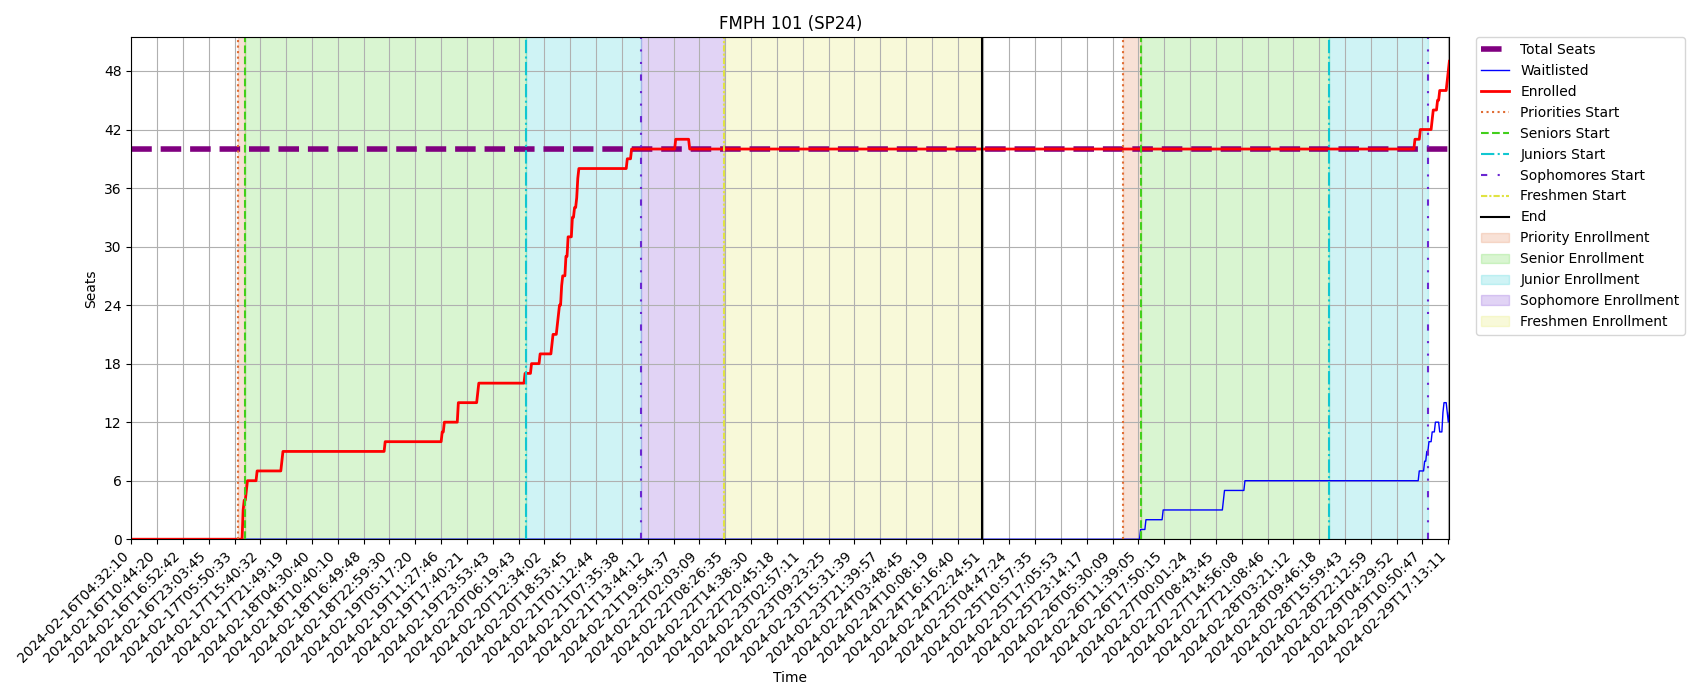 FMPH 101 (SP24)
Seats
48
42
36
30
24
18
12
6
0
2024-02-16T04:32:10
2024-02-16T10:44:20
2024-02-16T16:52:42
2024-02-16T23:03:45
2024-02-17T05:50:33
2024-02-17T15:40:32
2024-02-17T21:49:19
2024-02-18T04:30:40
2024-02-18T10:40:10
2024-02-18T16:49:48
2024-02-18T22:59:30
2024-02-19T05:17:20
2024-02-19T11:27:46
2024-02-19T17:40:21
2024-02-19T23:53:43
2024-02-20T06:19:43
2024-02-20T12:34:02
2024-02-20T18:53:45
2024-02-21T01:12:44
2024-02-21T07:35:38
2024-02-21T13:44:12
2024-02-21T19:54:37
2024-02-22T02:03:09
2024-02-22T08:26:35
2024-02-22T14:38:30
2024-02-22T20:45:18
2024-02-23T02:57:11
2024-02-23T09:23:25
2024-02-23T15:31:39
2024-02-23T21:39:57
2024-02-24T03:48:45
2024-02-24T10:08:19
2024-02-24T16:16:40
2024-02-24T22:24:51
2024-02-25T04:47:24
2024-02-25T10:57:35
2024-02-25T17:05:53
2024-02-25T23:14:17
2024-02-26T05:30:09
2024-02-26T11:39:05
2024-02-26T17:50:15
2024-02-27T00:01:24
2024-02-27T08:43:45
2024-02-27T14:56:08
2024-02-27T21:08:46
2024-02-28T03:21:12
2024-02-28T09:46:18
2024-02-28T15:59:43
2024-02-28T22:12:59
2024-02-29T04:29:52
2024-02-29T10:50:47
2024-02-29T17:13:11
Time
Total Seats
Waitlisted
Enrolled
Priorities Start
Seniors Start
Juniors Start
Sophomores Start
Freshmen Start
End
Priority Enrollment
Senior Enrollment
Junior Enrollment
Sophomore Enrollment
Freshmen Enrollment